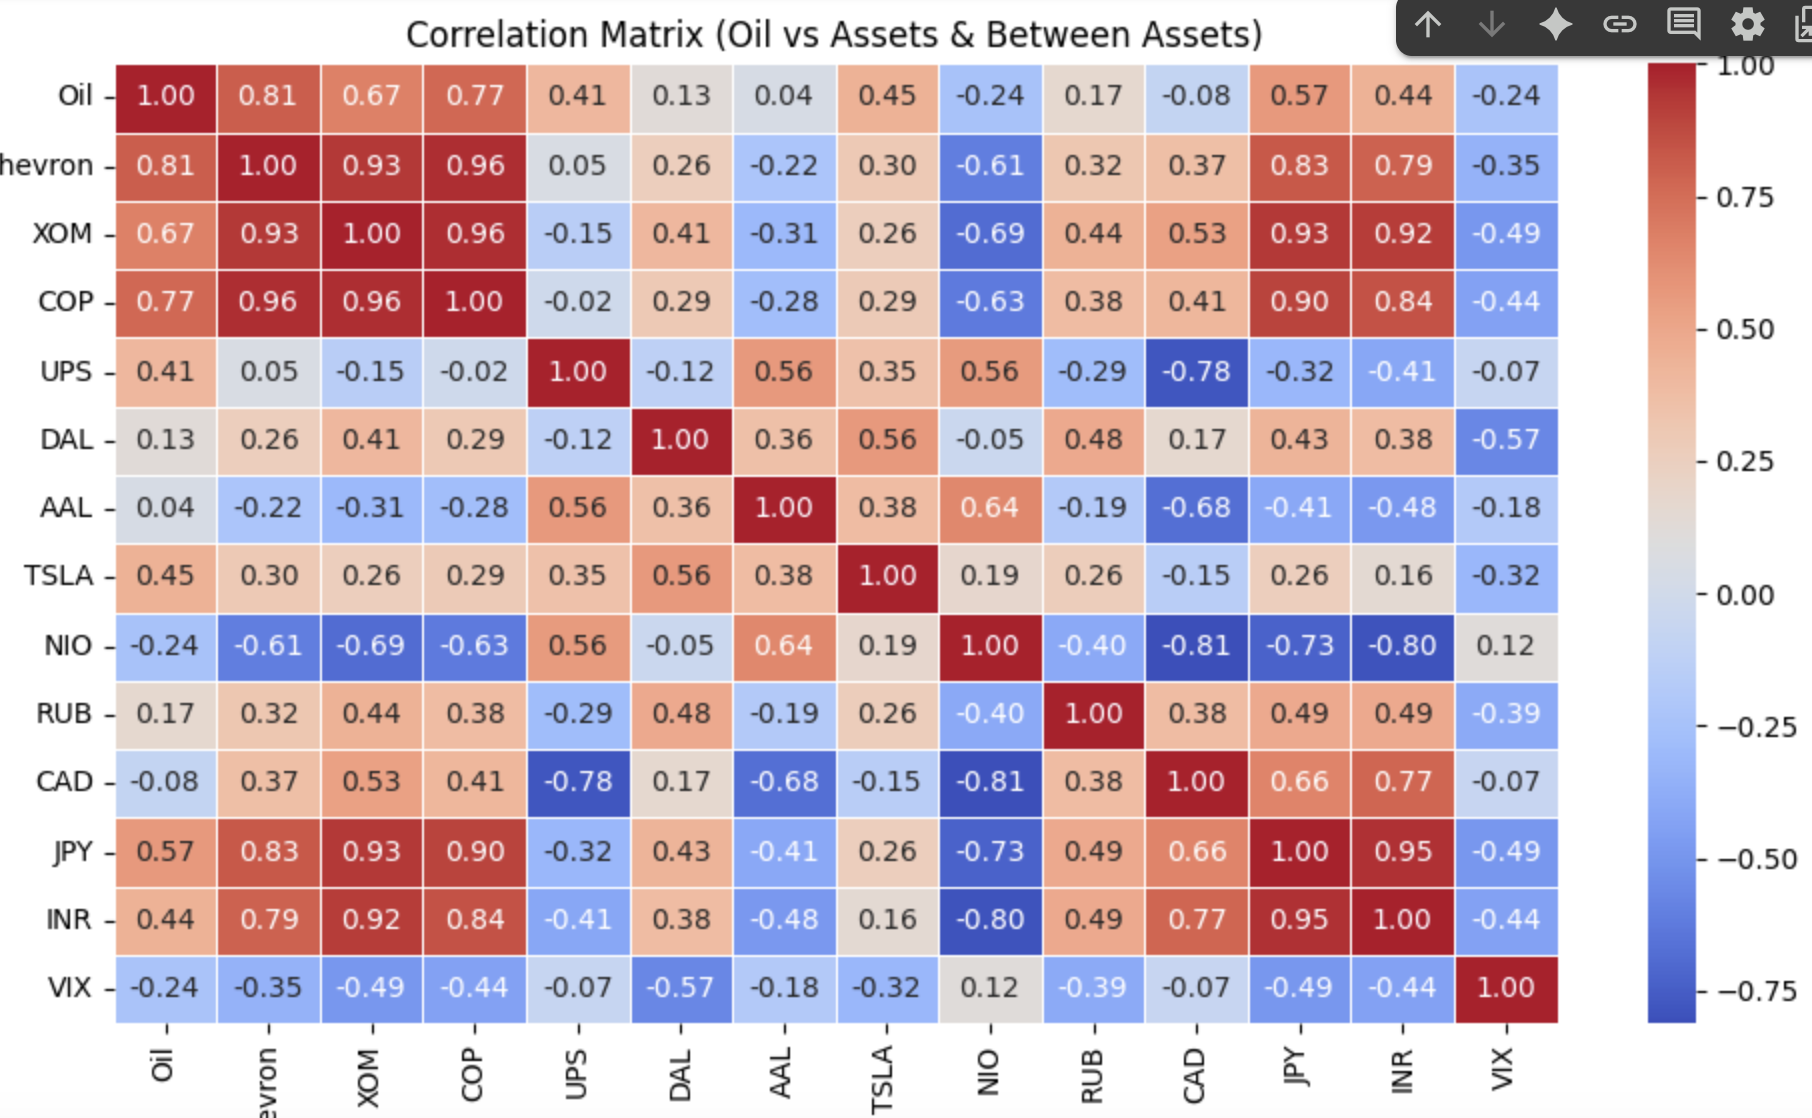 Correlation Matrix (Oil vs Assets & Between Assets)
Oil 1.00 0.81 0.67 0.77 0.41 0.13 0.04 0.45 -0.24 0.17 -0.08 0.57 0.44 -0.24
hevron 0.81 1.00 0.93 0.96 0.05 0.26 -0.22 0.30 -0.61 0.32 0.37 0.83 0.79 -0.35
XOM 0.67 0.93 1.00 0.96 -0.15 0.41 -0.31 0.26 -0.69 0.44 0.53 0.93 0.92 -0.49
COP 0.77 0.96 0.96 1.00 -0.02 0.29 -0.28 0.29 -0.63 0.38 0.41 0.90 0.84 -0.44
UPS 0.41 0.05 -0.15 -0.02 1.00 -0.12 0.56 0.35 0.56 -0.29 -0.78 -0.32 -0.41 -0.07
DAL 0.13 0.26 0.41 0.29 -0.12 1.00 0.36 0.56 -0.05 0.48 0.17 0.43 0.38 -0.57
AAL 0.04 -0.22 -0.31 -0.28 0.56 0.36 1.00 0.38 0.64 -0.19 -0.68 -0.41 -0.48 -0.18
TSLA 0.45 0.30 0.26 0.29 0.35 0.56 0.38 1.00 0.19 0.26 -0.15 0.26 0.16 -0.32
NIO -0.24 -0.61 -0.69 -0.63 0.56 -0.05 0.64 0.19 1.00 -0.40 -0.81 -0.73 -0.80 0.12
RUB 0.17 0.32 0.44 0.38 -0.29 0.48 -0.19 0.26 -0.40 1.00 0.38 0.49 0.49 -0.39
CAD -0.08 0.37 0.53 0.41 -0.78 0.17 -0.68 -0.15 -0.81 0.38 1.00 0.66 0.77 -0.07
JPY 0.57 0.83 0.93 0.90 -0.32 0.43 -0.41 0.26 -0.73 0.49 0.66 1.00 0.95 -0.49
INR 0.44 0.79 0.92 0.84 -0.41 0.38 -0.48 0.16 -0.80 0.49 0.77 0.95 1.00 -0.44
VIX -0.24 -0.35 -0.49 -0.44 -0.07 -0.57 -0.18 -0.32 0.12 -0.39 -0.07 -0.49 -0.44 1.00
Oil evron XOM COP UPS DAL AAL TSLA NIO RUB CAD JPY INR VIX
1.00
0.75
0.50
0.25
0.00
−0.25
−0.50
−0.75